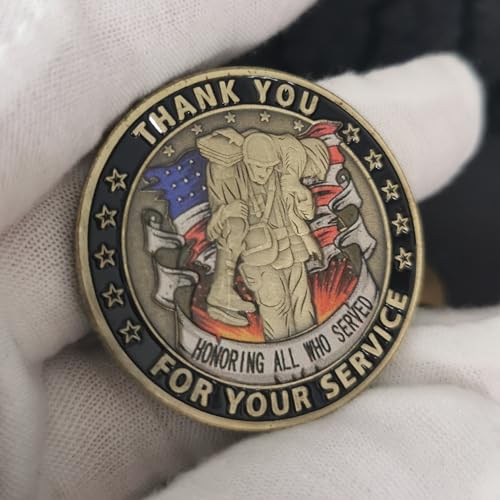 THANK YOU
HONORING ALL WHO SERVED
FOR YOUR SERVICE